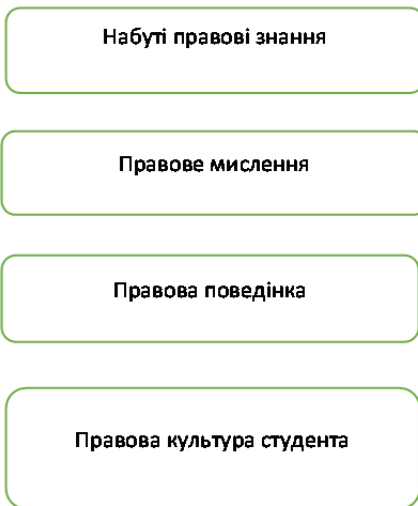 Набуті правові знання
Правове мислення
Правова поведінка
Правова культура студента